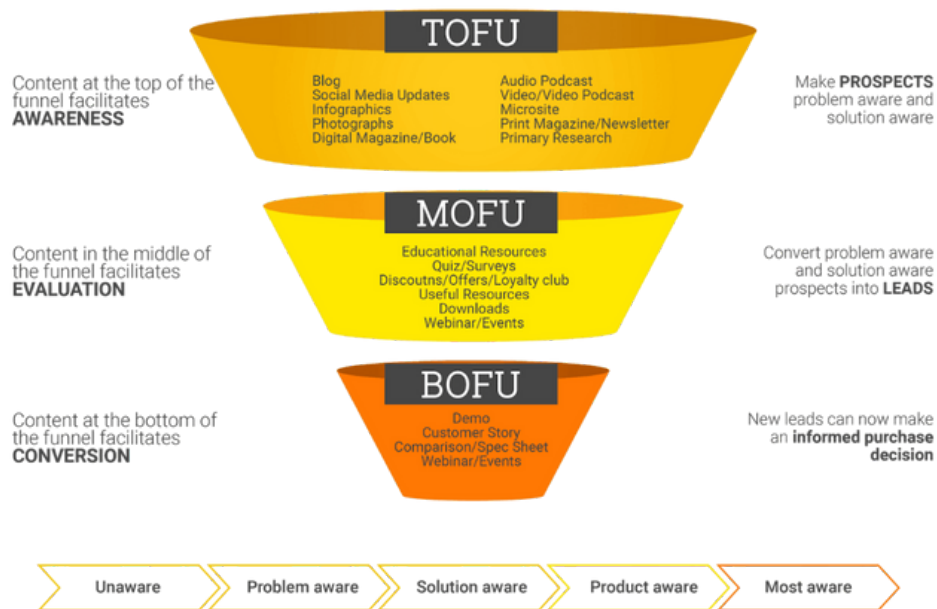 TOFU
Content at the top of the
funnel facilitates
AWARENESS
Blog
Social Media Updates
Infographics
Photographs
Digital Magazine/Book
Audio Podcast
Video/Video Podcast
Microsite
Print Magazine/Newsletter
Primary Research
Make PROSPECTS
problem aware and
solution aware
MOFU
Content in the middle of
the funnel facilitates
EVALUATION
Educational Resources
Quiz/Surveys
Discoutns/Offers/Loyalty club
Useful Resources
Downloads
Webinar/Events
Convert problem aware
and solution aware
prospects into LEADS
BOFU
Content at the bottom of
the funnel facilitates
CONVERSION
Demo
Customer Story
Comparison/Spec Sheet
Webinar/Events
New leads can now make
an informed purchase
decision
Unaware
Problem aware
Solution aware
Product aware
Most aware